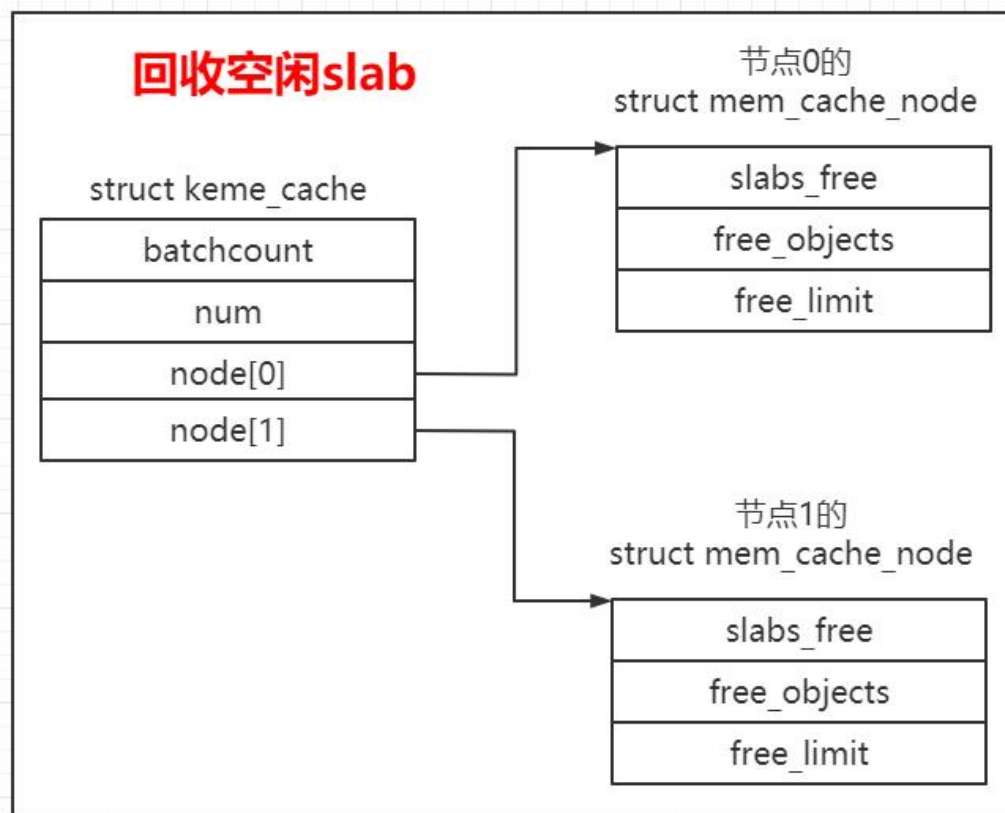 回收空闲slab
struct keme_cache
batchcount
num
node[0]
node[1]
节点0的
struct mem_cache_node
slabs_free
free_objects
free_limit
节点1的
struct mem_cache_node
slabs_free
free_objects
free_limit